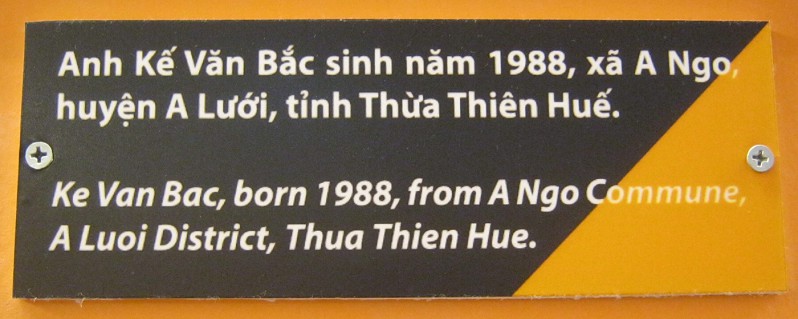 Anh Kế Văn Bắc sinh năm 1988, xã A Ngo,
huyện A Lưới, tỉnh Thừa Thiên Huế.
Ke Van Bac, born 1988, from A Ngo Commune,
A Luoi District, Thua Thien Hue.